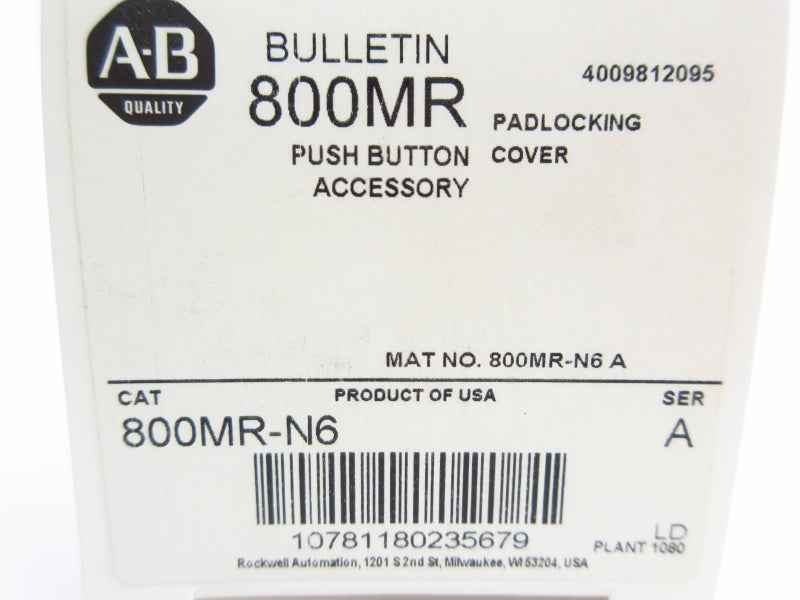 A-B
QUALITY
BULLETIN
800MR
PUSH BUTTON
ACCESSORY
4009812095
PADLOCKING
COVER
MAT NO. 800MR-N6 A
CAT
PRODUCT OF USA
SER
800MR-N6
A
10781180235679
LD
PLANT 1080
Rockwell Automation, 1201 S 2nd St, Milwaukee, WI 53204, USA